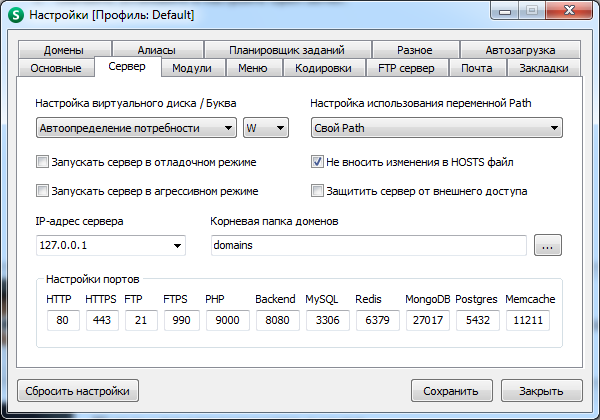 S Настройки [Профиль: Default]
Домены Алиасы Планировщик заданий Разное Автозагрузка
Основные Сервер Модули Меню Кодировки FTP сервер Почта Закладки
Настройка виртуального диска / Буква Настройка использования переменной Path
Автоопределение потребности W Свой Path
Запускать сервер в отладочном режиме Не вносить изменения в HOSTS файл
Запускать сервер в агрессивном режиме Защитить сервер от внешнего доступа
IP-адрес сервера Корневая папка доменов
127.0.0.1 domains ...
Настройки портов
HTTP HTTPS FTP FTPS PHP Backend MySQL Redis MongoDB Postgres Memcache
80 443 21 990 9000 8080 3306 6379 27017 5432 11211
Сбросить настройки Сохранить Закрыть